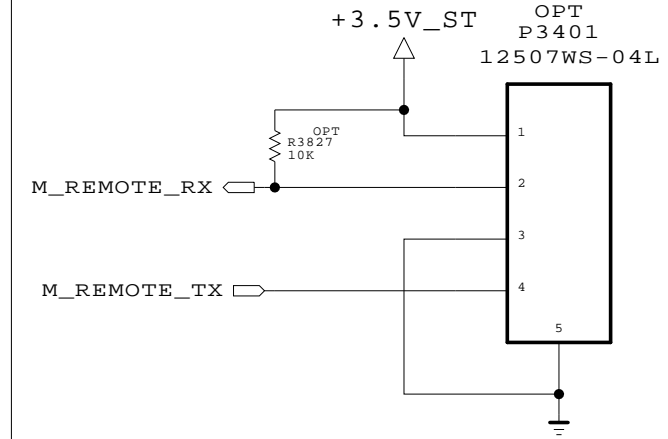 +3.5V_ST
OPT
P3401
12507WS-04L
OPT
R3827
10K
1
M_REMOTE_RX
2
3
M_REMOTE_TX
4
5